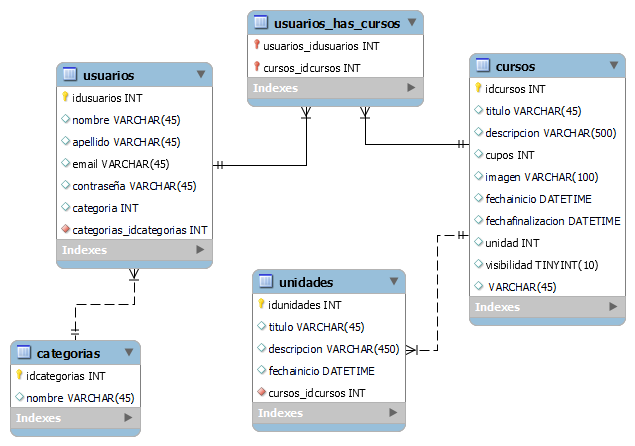 usuarios_has_cursos
usuarios_idusuarios INT
cursos_idcursos INT
Indexes
usuarios
idusuarios INT
nombre VARCHAR(45)
apellido VARCHAR(45)
email VARCHAR(45)
contraseña VARCHAR(45)
categoria INT
categorias_idcategorias INT
Indexes
cursos
idcursos INT
titulo VARCHAR(45)
descripcion VARCHAR(500)
cupos INT
imagen VARCHAR(100)
fechainicio DATETIME
fechafinalizacion DATETIME
unidad INT
visibilidad TINYINT(10)
VARCHAR(45)
Indexes
unidades
idunidades INT
titulo VARCHAR(45)
descripcion VARCHAR(450)
fechainicio DATETIME
cursos_idcursos INT
Indexes
categorias
idcategorias INT
nombre VARCHAR(45)
Indexes